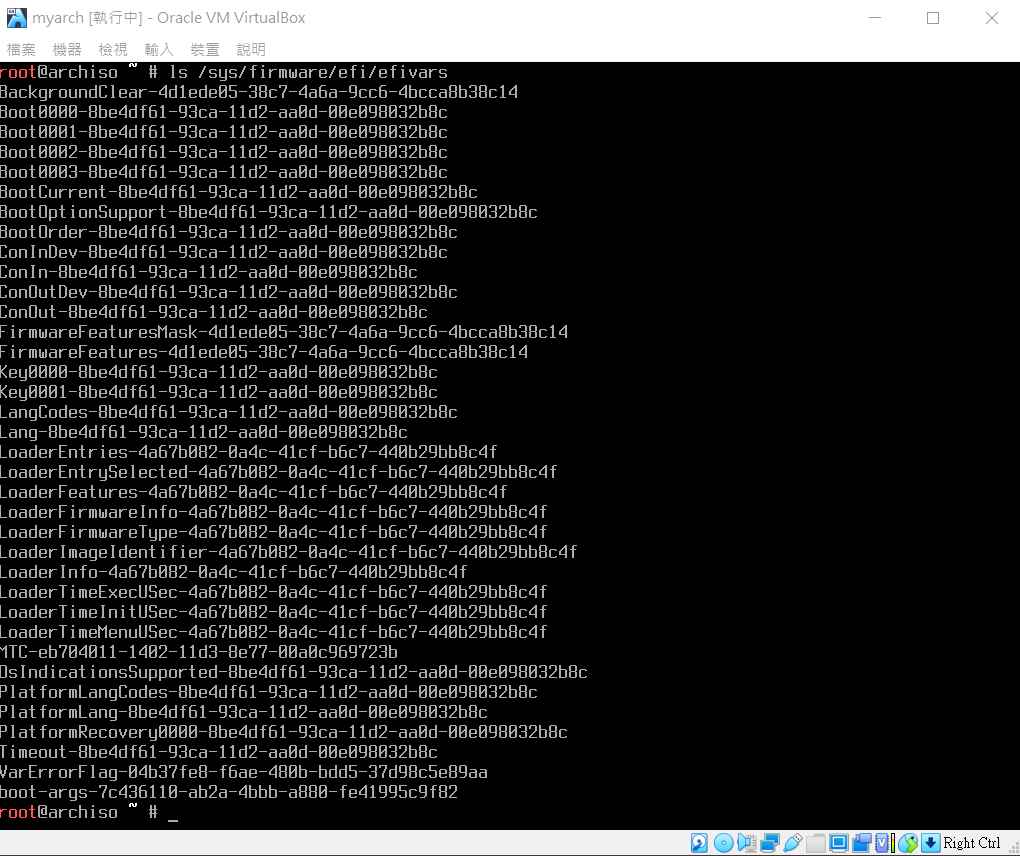 myarch [執行中] - Oracle VM VirtualBox
檔案 機器 檢視 輸入 裝置 說明
root@archiso ~ # ls /sys/firmware/efi/efivars
BackgroundClear-4d1ede05-38c7-4a6a-9cc6-4bcca8b38c14
Boot0000-8be4df61-93ca-11d2-aa0d-00e098032b8c
Boot0001-8be4df61-93ca-11d2-aa0d-00e098032b8c
Boot0002-8be4df61-93ca-11d2-aa0d-00e098032b8c
Boot0003-8be4df61-93ca-11d2-aa0d-00e098032b8c
BootCurrent-8be4df61-93ca-11d2-aa0d-00e098032b8c
BootOptionSupport-8be4df61-93ca-11d2-aa0d-00e098032b8c
BootOrder-8be4df61-93ca-11d2-aa0d-00e098032b8c
ConInDev-8be4df61-93ca-11d2-aa0d-00e098032b8c
ConIn-8be4df61-93ca-11d2-aa0d-00e098032b8c
ConOutDev-8be4df61-93ca-11d2-aa0d-00e098032b8c
ConOut-8be4df61-93ca-11d2-aa0d-00e098032b8c
FirmwareFeaturesMask-4d1ede05-38c7-4a6a-9cc6-4bcca8b38c14
FirmwareFeatures-4d1ede05-38c7-4a6a-9cc6-4bcca8b38c14
Key0000-8be4df61-93ca-11d2-aa0d-00e098032b8c
Key0001-8be4df61-93ca-11d2-aa0d-00e098032b8c
LangCodes-8be4df61-93ca-11d2-aa0d-00e098032b8c
Lang-8be4df61-93ca-11d2-aa0d-00e098032b8c
LoaderEntries-4a67b082-0a4c-41cf-b6c7-440b29bb8c4f
LoaderEntrySelected-4a67b082-0a4c-41cf-b6c7-440b29bb8c4f
LoaderFeatures-4a67b082-0a4c-41cf-b6c7-440b29bb8c4f
LoaderFirmwareInfo-4a67b082-0a4c-41cf-b6c7-440b29bb8c4f
LoaderFirmwareType-4a67b082-0a4c-41cf-b6c7-440b29bb8c4f
LoaderImageIdentifier-4a67b082-0a4c-41cf-b6c7-440b29bb8c4f
LoaderInfo-4a67b082-0a4c-41cf-b6c7-440b29bb8c4f
LoaderTimeExecUSec-4a67b082-0a4c-41cf-b6c7-440b29bb8c4f
LoaderTimeInitUSec-4a67b082-0a4c-41cf-b6c7-440b29bb8c4f
LoaderTimeMenuUSec-4a67b082-0a4c-41cf-b6c7-440b29bb8c4f
MTC-eb704011-1402-11d3-8e77-00a0c969723b
OsIndicationsSupported-8be4df61-93ca-11d2-aa0d-00e098032b8c
PlatformLangCodes-8be4df61-93ca-11d2-aa0d-00e098032b8c
PlatformLang-8be4df61-93ca-11d2-aa0d-00e098032b8c
PlatformRecovery0000-8be4df61-93ca-11d2-aa0d-00e098032b8c
Timeout-8be4df61-93ca-11d2-aa0d-00e098032b8c
VarErrorFlag-04b37fe8-f6ae-480b-bdd5-37d98c5e89aa
boot-args-7c436110-ab2a-4bbb-a880-fe41995c9f82
root@archiso ~ # _
Right Ctrl